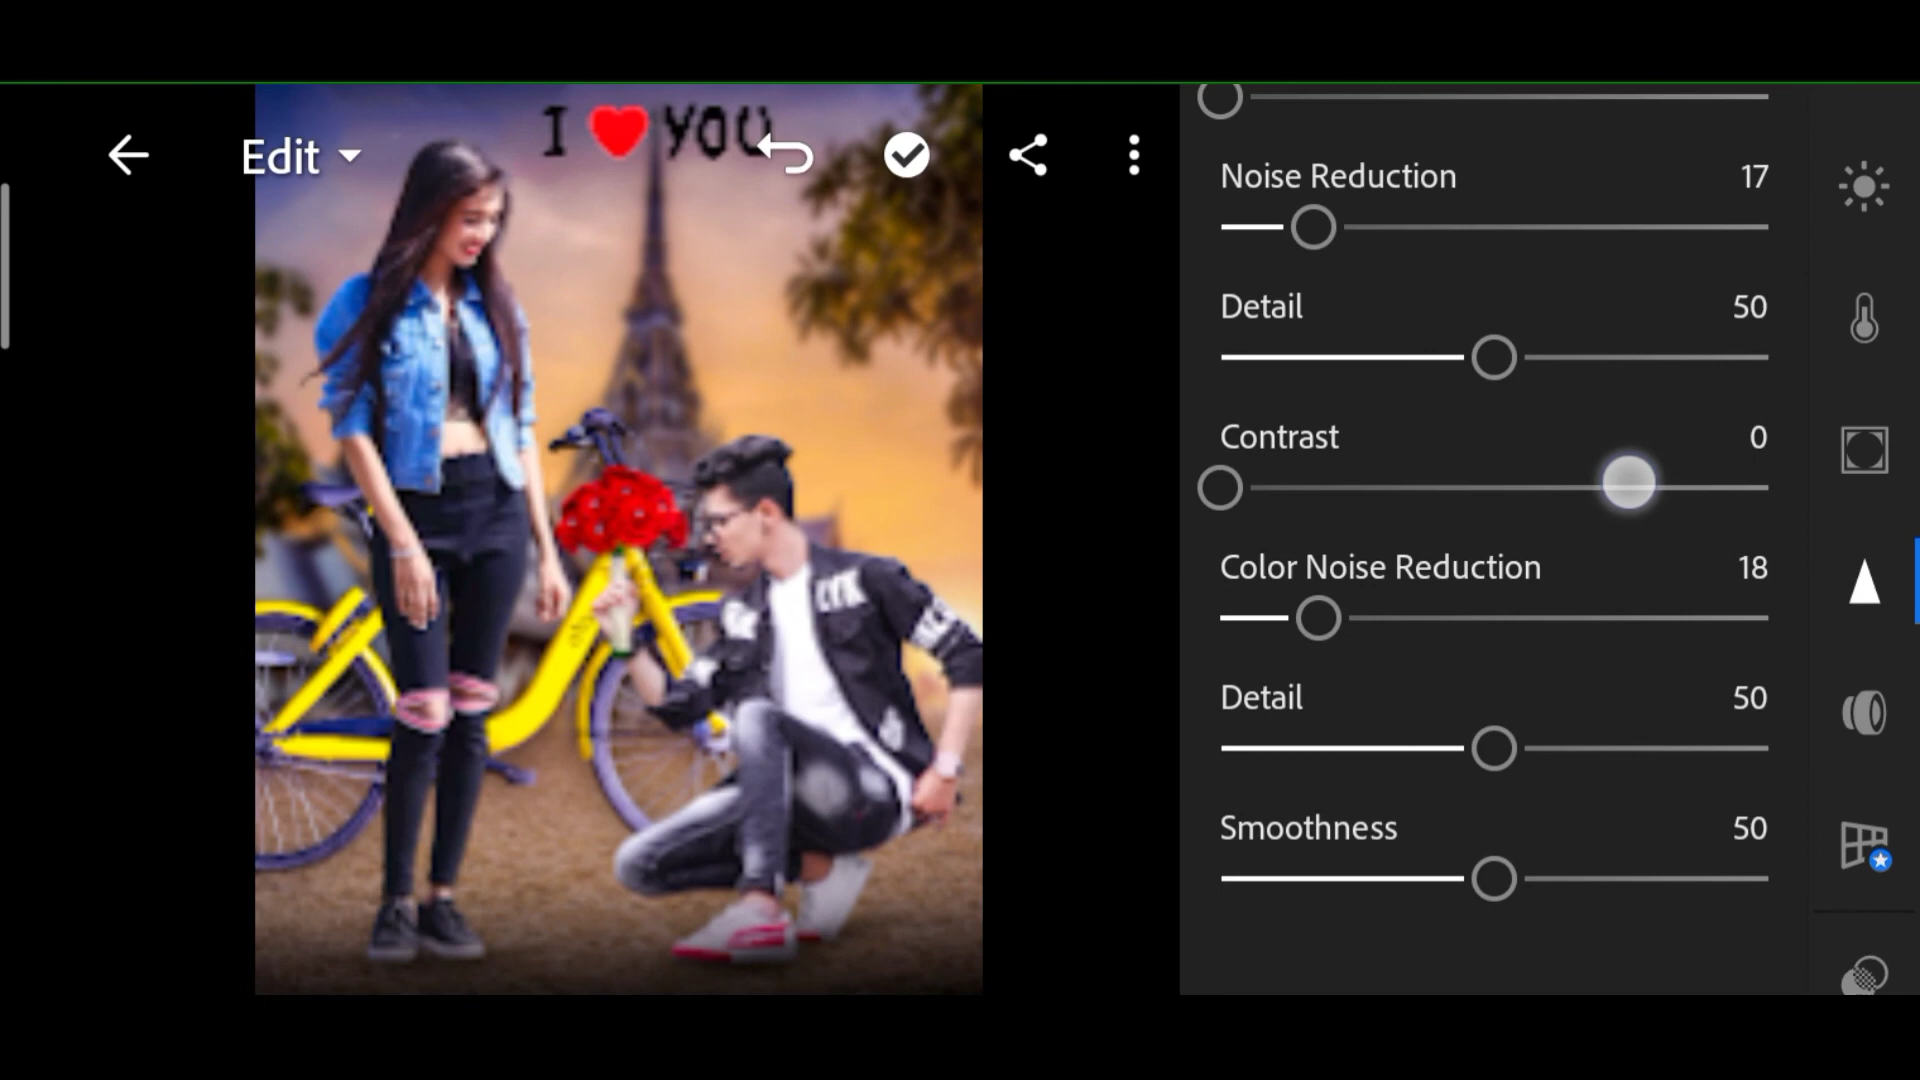 I ❤ YOU
Edit
Noise Reduction 17
Detail 50
Contrast 0
Color Noise Reduction 18
Detail 50
Smoothness 50